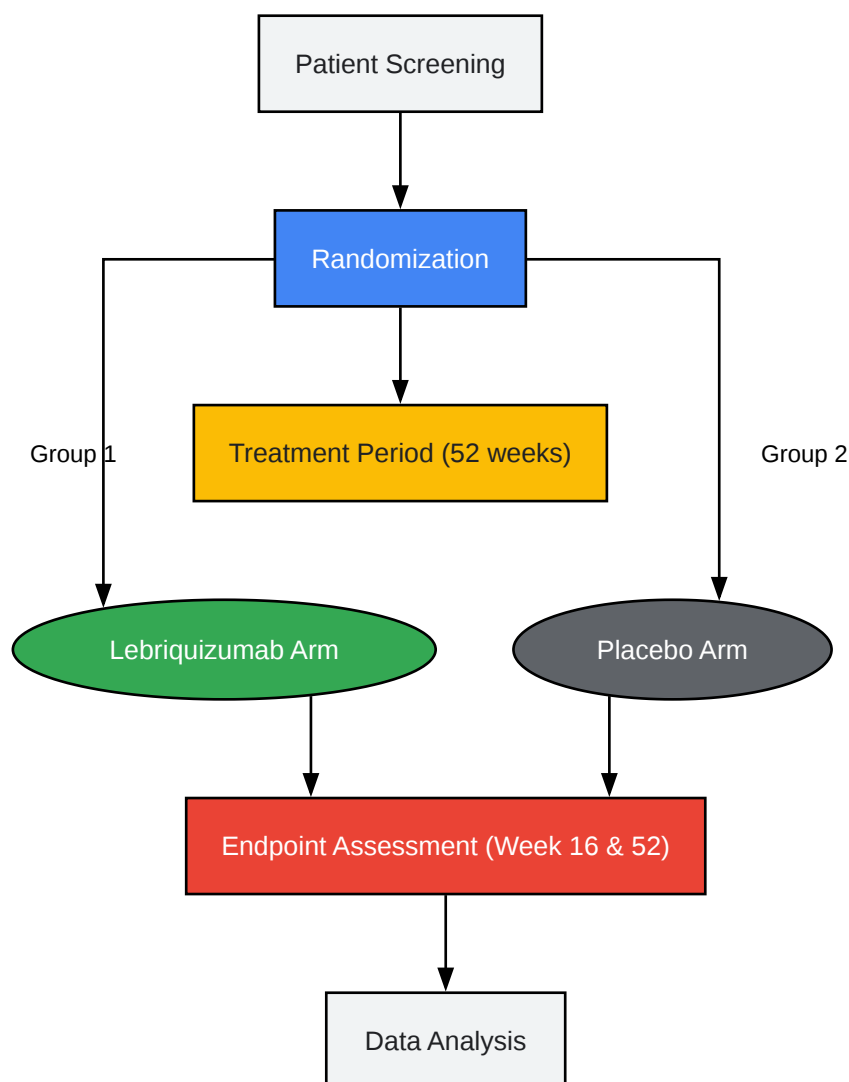 Patient Screening
Randomization
Treatment Period (52 weeks)
Group 1
Group 2
Lebriquizumab Arm
Placebo Arm
Endpoint Assessment (Week 16 & 52)
Data Analysis